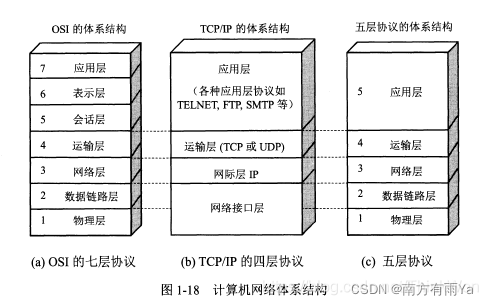 OSI 的体系结构
TCP/IP 的体系结构
五层协议的体系结构
7 应用层
6 表示层
5 会话层
4 运输层
3 网络层
2 数据链路层
1 物理层
应用层
(各种应用层协议如
TELNET, FTP, SMTP 等)
运输层 (TCP 或 UDP)
网际层 IP
网络接口层
5 应用层
4 运输层
3 网络层
2 数据链路层
1 物理层
(a) OSI 的七层协议
(b) TCP/IP 的四层协议
(c) 五层协议
图 1-18 计算机网络体系结构
CSDN @南方有雨Ya